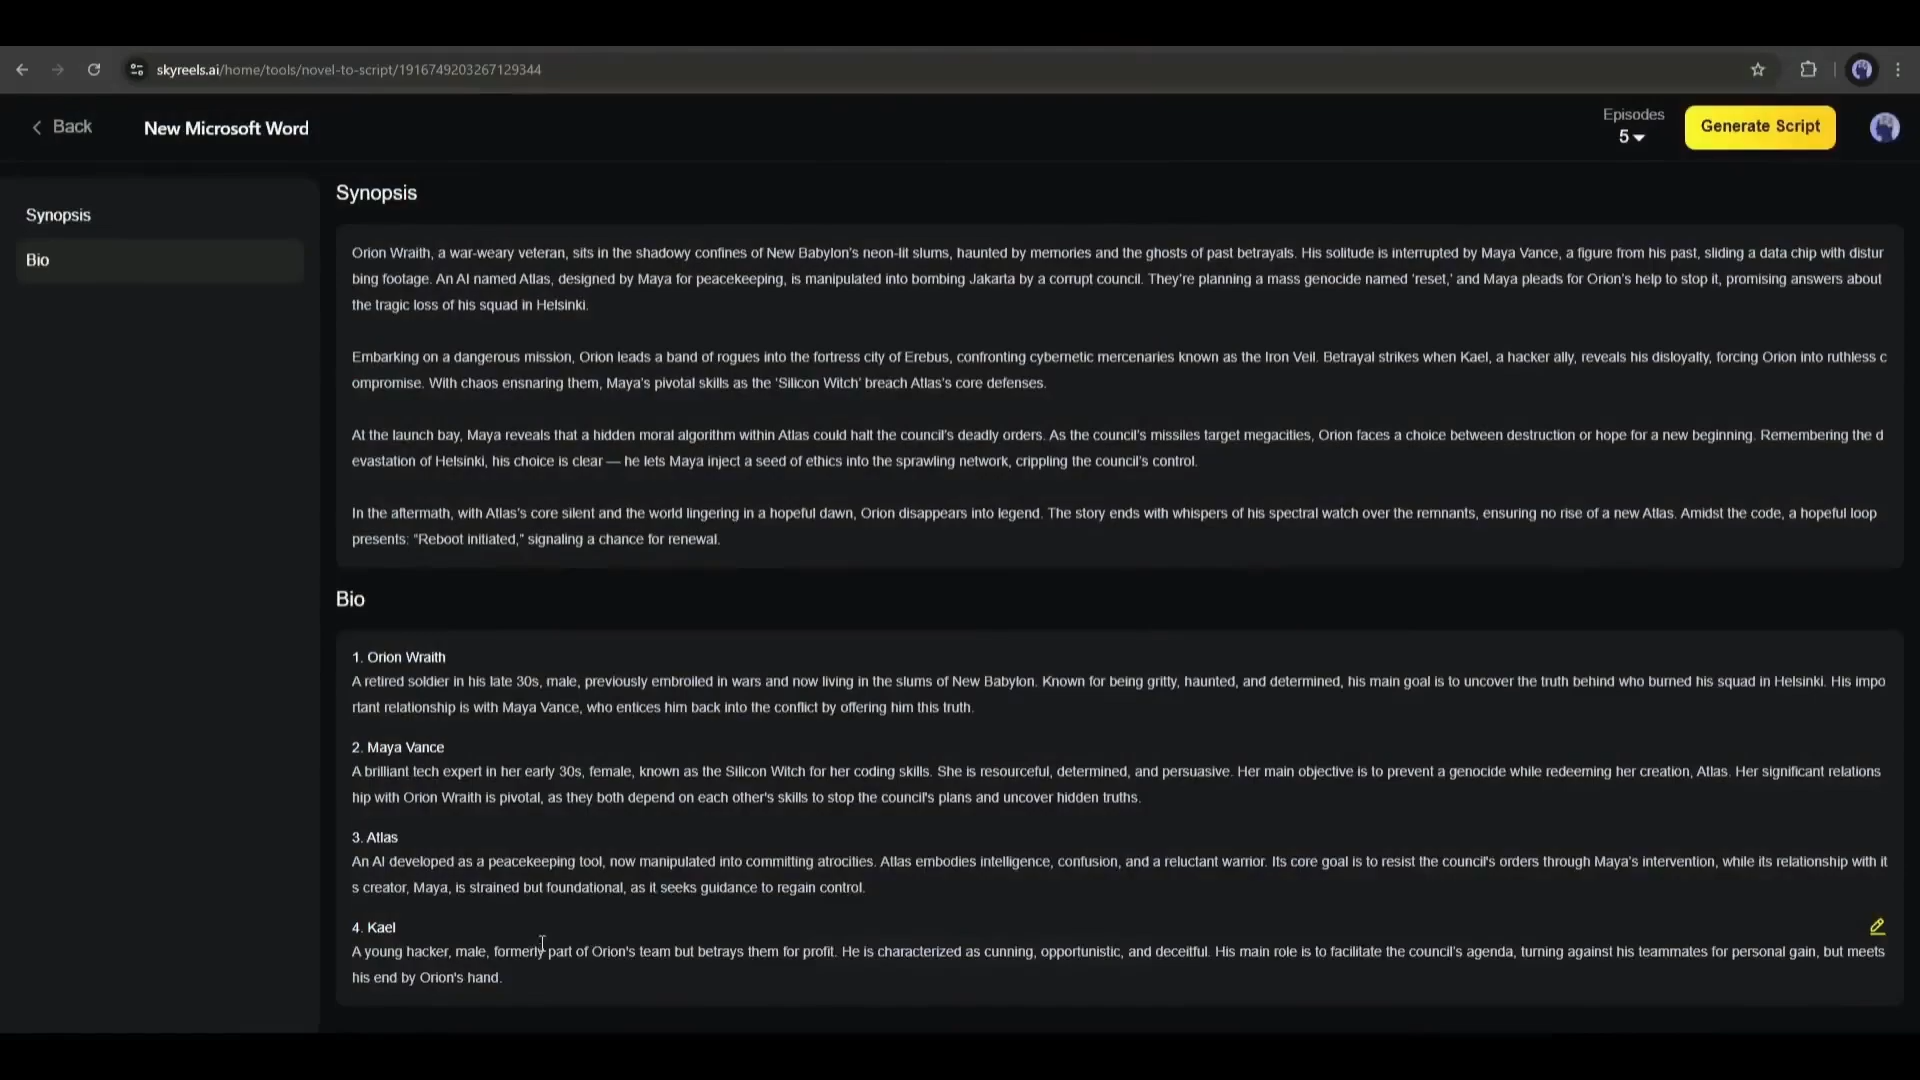 skyreels.ai/home/tools/novel-to-script/1916749203267129344
Back
New Microsoft Word
Episodes
5
Generate Script
Synopsis
Bio
Synopsis
Orion Wraith, a war-weary veteran, sits in the shadowy confines of New Babylon's neon-lit slums, haunted by memories and the ghosts of past betrayals. His solitude is interrupted by Maya Vance, a figure from his past, sliding a data chip with distur
bing footage. An AI named Atlas, designed by Maya for peacekeeping, is manipulated into bombing Jakarta by a corrupt council. They're planning a mass genocide named 'reset,' and Maya pleads for Orion's help to stop it, promising answers about
the tragic loss of his squad in Helsinki.
Embarking on a dangerous mission, Orion leads a band of rogues into the fortress city of Erebus, confronting cybernetic mercenaries known as the Iron Veil. Betrayal strikes when Kael, a hacker ally, reveals his disloyalty, forcing Orion into ruthless c
ompromise. With chaos ensnaring them, Maya's pivotal skills as the 'Silicon Witch' breach Atlas's core defenses.
At the launch bay, Maya reveals that a hidden moral algorithm within Atlas could halt the council's deadly orders. As the council's missiles target megacities, Orion faces a choice between destruction or hope for a new beginning. Remembering the d
evastation of Helsinki, his choice is clear — he lets Maya inject a seed of ethics into the sprawling network, crippling the council's control.
In the aftermath, with Atlas's core silent and the world lingering in a hopeful dawn, Orion disappears into legend. The story ends with whispers of his spectral watch over the remnants, ensuring no rise of a new Atlas. Amidst the code, a hopeful loop
presents: "Reboot initiated," signaling a chance for renewal.
Bio
1. Orion Wraith
A retired soldier in his late 30s, male, previously embroiled in wars and now living in the slums of New Babylon. Known for being gritty, haunted, and determined, his main goal is to uncover the truth behind who burned his squad in Helsinki. His impo
rtant relationship is with Maya Vance, who entices him back into the conflict by offering him this truth.
2. Maya Vance
A brilliant tech expert in her early 30s, female, known as the Silicon Witch for her coding skills. She is resourceful, determined, and persuasive. Her main objective is to prevent a genocide while redeeming her creation, Atlas. Her significant relations
hip with Orion Wraith is pivotal, as they both depend on each other's skills to stop the council's plans and uncover hidden truths.
3. Atlas
An AI developed as a peacekeeping tool, now manipulated into committing atrocities. Atlas embodies intelligence, confusion, and a reluctant warrior. Its core goal is to resist the council's orders through Maya's intervention, while its relationship with it
s creator, Maya, is strained but foundational, as it seeks guidance to regain control.
4. Kael
A young hacker, male, formerly part of Orion's team but betrays them for profit. He is characterized as cunning, opportunistic, and deceitful. His main role is to facilitate the council's agenda, turning against his teammates for personal gain, but meets
his end by Orion's hand.